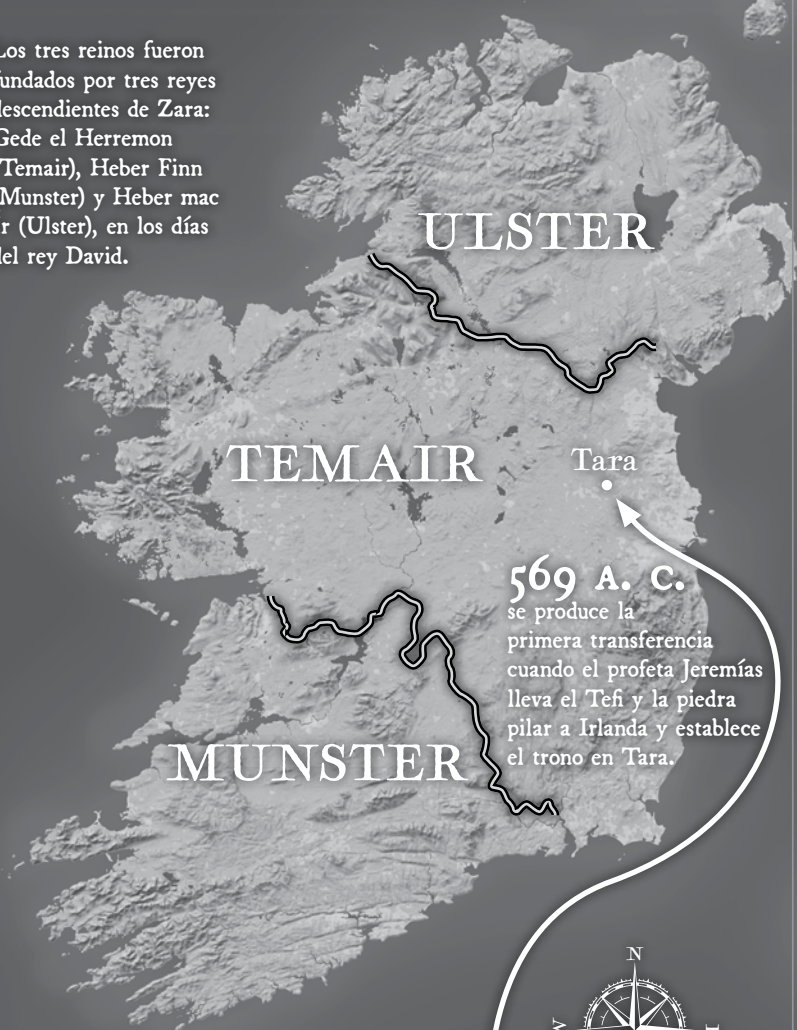 Los tres reinos fueron
fundados por tres reyes
descendientes de Zara:
Gede el Herremon
Temair), Heber Finn
Munster) y Heber mac
r (Ulster), en los días
del rey David.
ULSTER
TEMAIR
Tara
569 A. C.
se produce la
primera transferencia
cuando el profeta Jeremías
lleva el Tefi y la piedra
pilar a Irlanda y establece
el trono en Tara.
MUNSTER
N